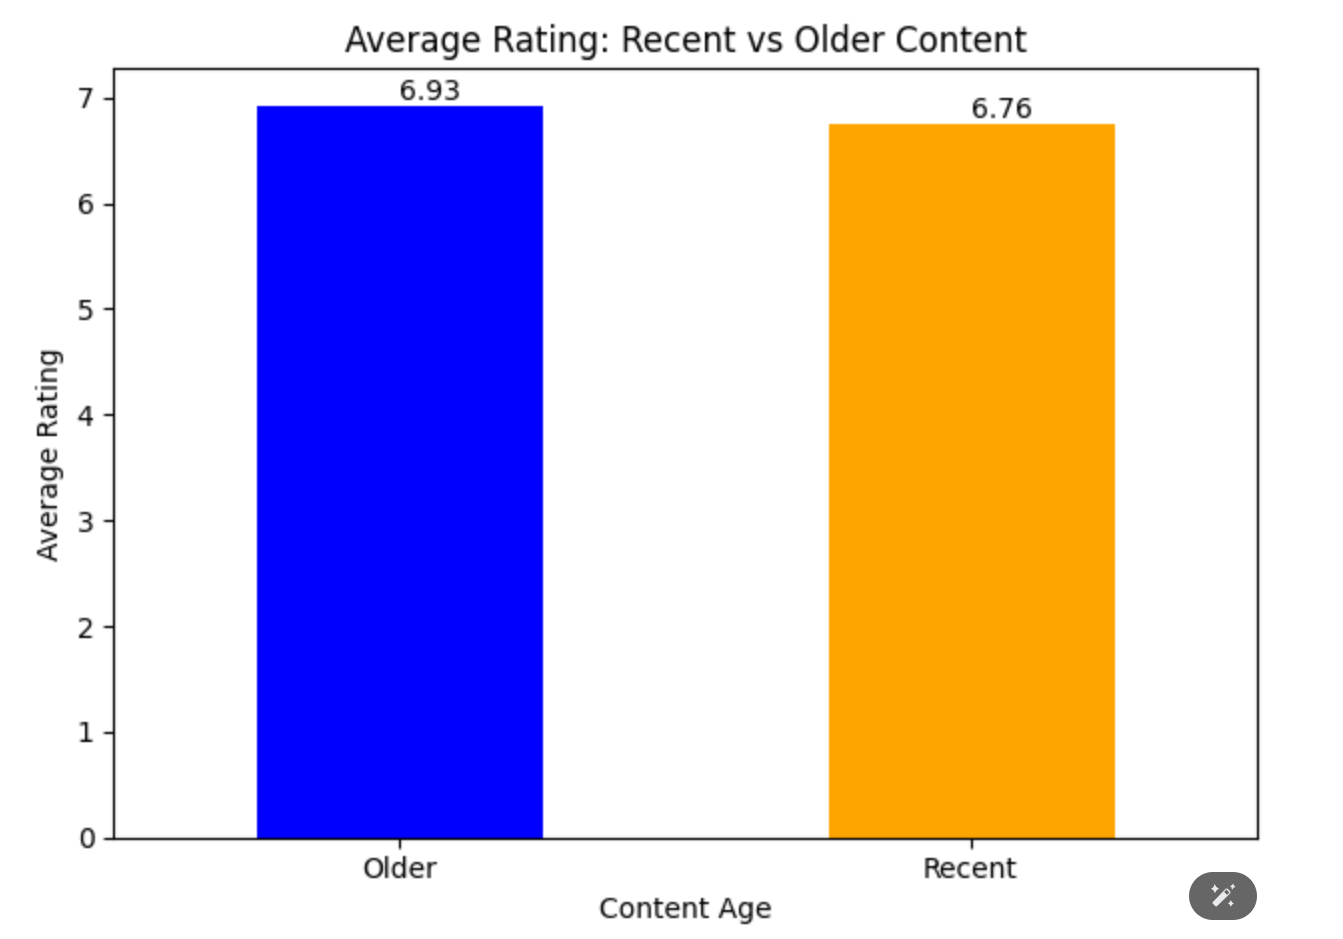 Average Rating: Recent vs Older Content
6.93
6.76
7
6
5
4
3
2
1
0
Average Rating
Older
Recent
Content Age